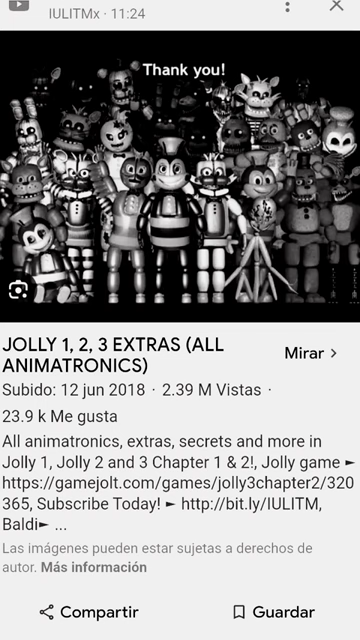 IULITMx · 11:24
Thank you!
JOLLY 1, 2, 3 EXTRAS (ALL
ANIMATRONICS)
Mirar >
Subido: 12 jun 2018 · 2.39 M Vistas ·
23.9 k Me gusta
All animatronics, extras, secrets and more in
Jolly 1, Jolly 2 and 3 Chapter 1 & 2!, Jolly game ►
https://gamejolt.com/games/jolly3chapter2/320
365, Subscribe Today! ► http://bit.ly/IULITM,
Baldi► ...
Las imágenes pueden estar sujetas a derechos de
autor. Más información
Compartir
Guardar